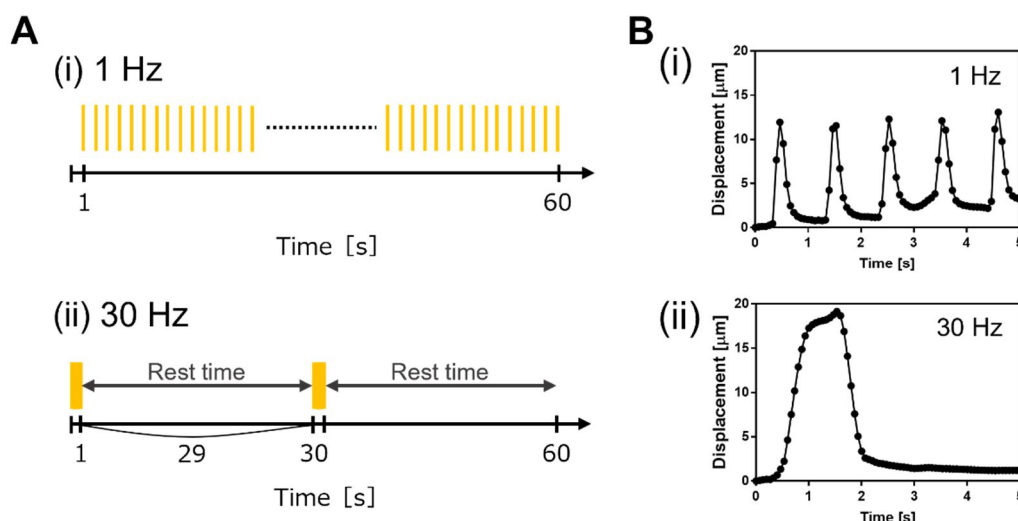 A
(i) 1 Hz
1
60
Time [s]
(ii) 30 Hz
Rest time
Rest time
1
29
30
60
Time [s]
B
(i)
1 Hz
Displacement [μm]
20
15
10
5
0
0 1 2 3 4 5
Time [s]
(ii)
30 Hz
Displacement [μm]
20
15
10
5
0
0 1 2 3 4 5
Time [s]